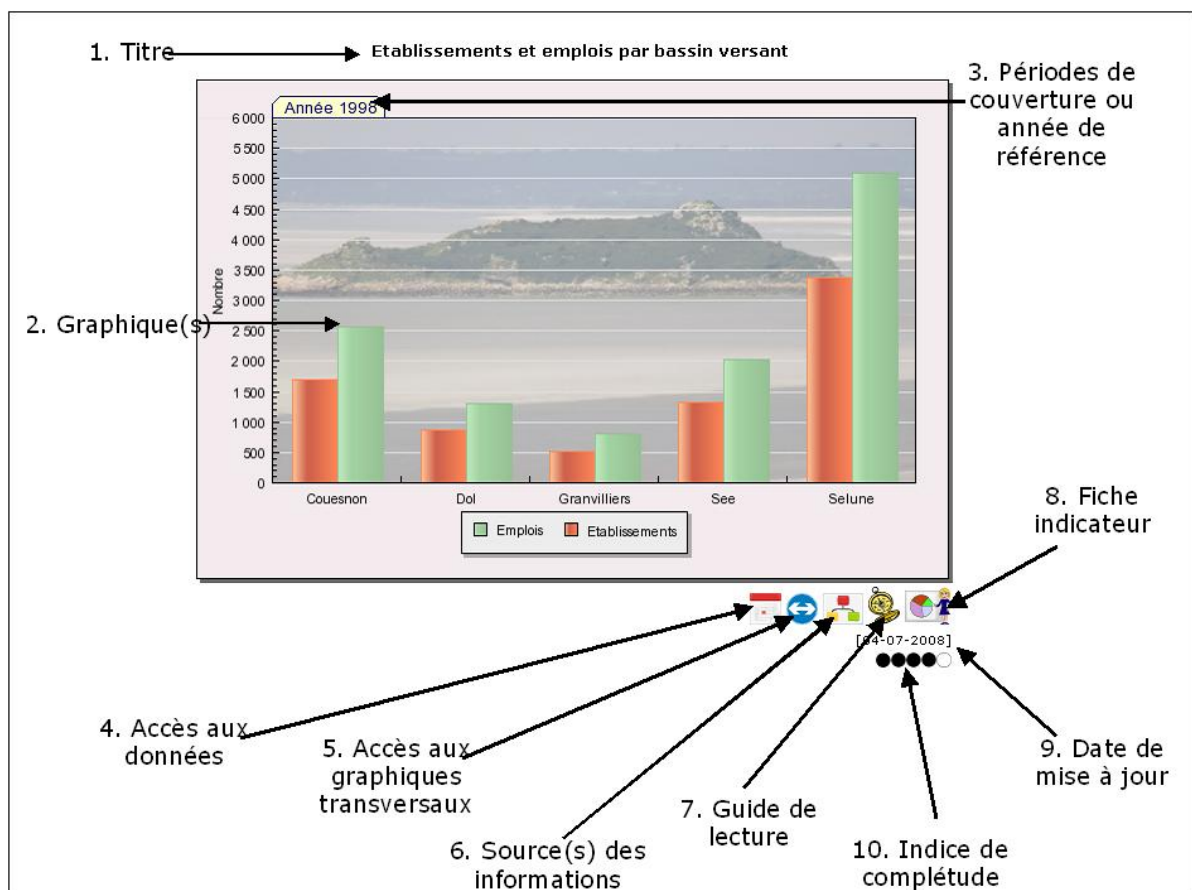 1. Titre
Etablissements et emplois par bassin versant
3. Périodes de
couverture ou
année de
référence
Année 1998
6 000
5 500
5 000
4 500
4 000
3 500
3 000
2 500
2 000
1 500
1 000
500
0
Nombre
2. Graphique(s)
Couesnon
Dol
Granvilliers
See
Selune
Emplois
Etablissements
8. Fiche
indicateur
[04-07-2008]
4. Accès aux
données
5. Accès aux
graphiques
transversaux
6. Source(s) des
informations
7. Guide de
lecture
9. Date de
mise à jour
10. Indice de
complétude